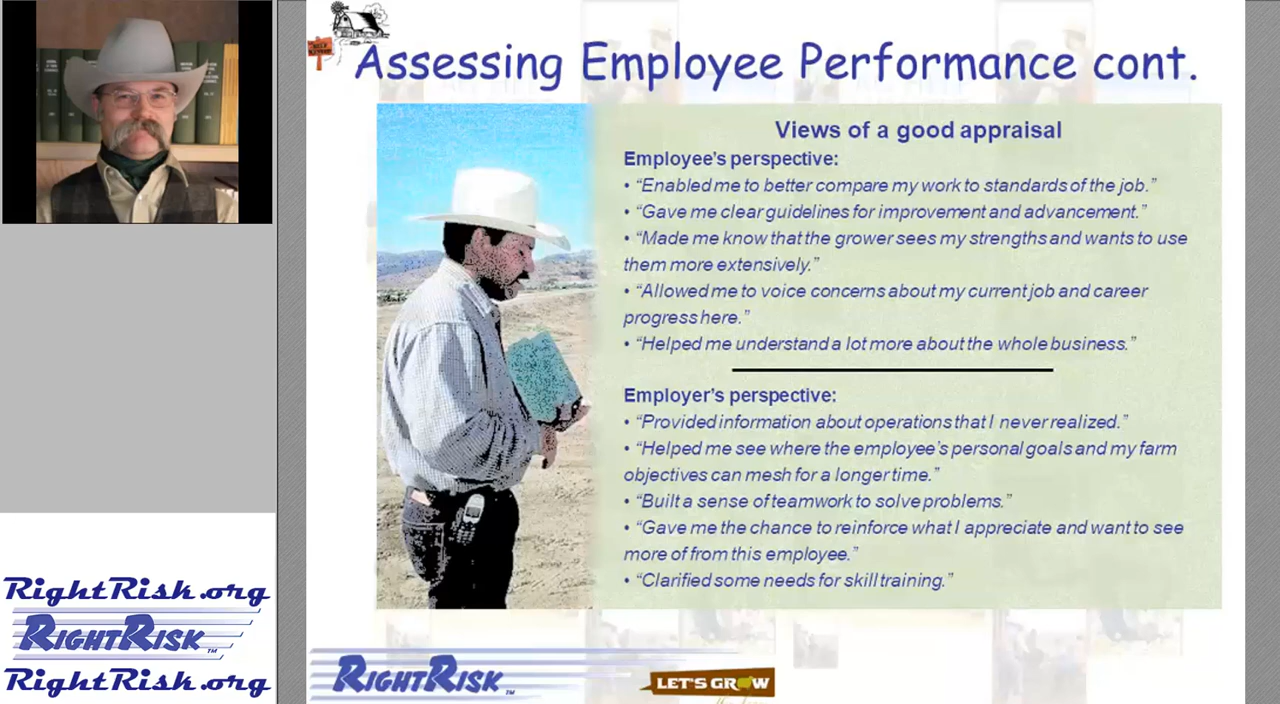 Assessing Employee Performance cont.
Views of a good appraisal
Employee's perspective:
• “Enabled me to better compare my work to standards of the job.”
• “Gave me clear guidelines for improvement and advancement.”
• “Made me know that the grower sees my strengths and wants to use
them more extensively.”
• “Allowed me to voice concerns about my current job and career
progress here.”
• “Helped me understand a lot more about the whole business.”
Employer's perspective:
• “Provided information about operations that I never realized.”
• “Helped me see where the employee's personal goals and my farm
objectives can mesh for a longer time.”
• “Built a sense of teamwork to solve problems.”
• “Gave me the chance to reinforce what I appreciate and want to see
more of from this employee.”
• “Clarified some needs for skill training.”
RightRisk.org
RIGHTRISK™
RightRisk.org
RIGHTRISK™
LET'S GROW